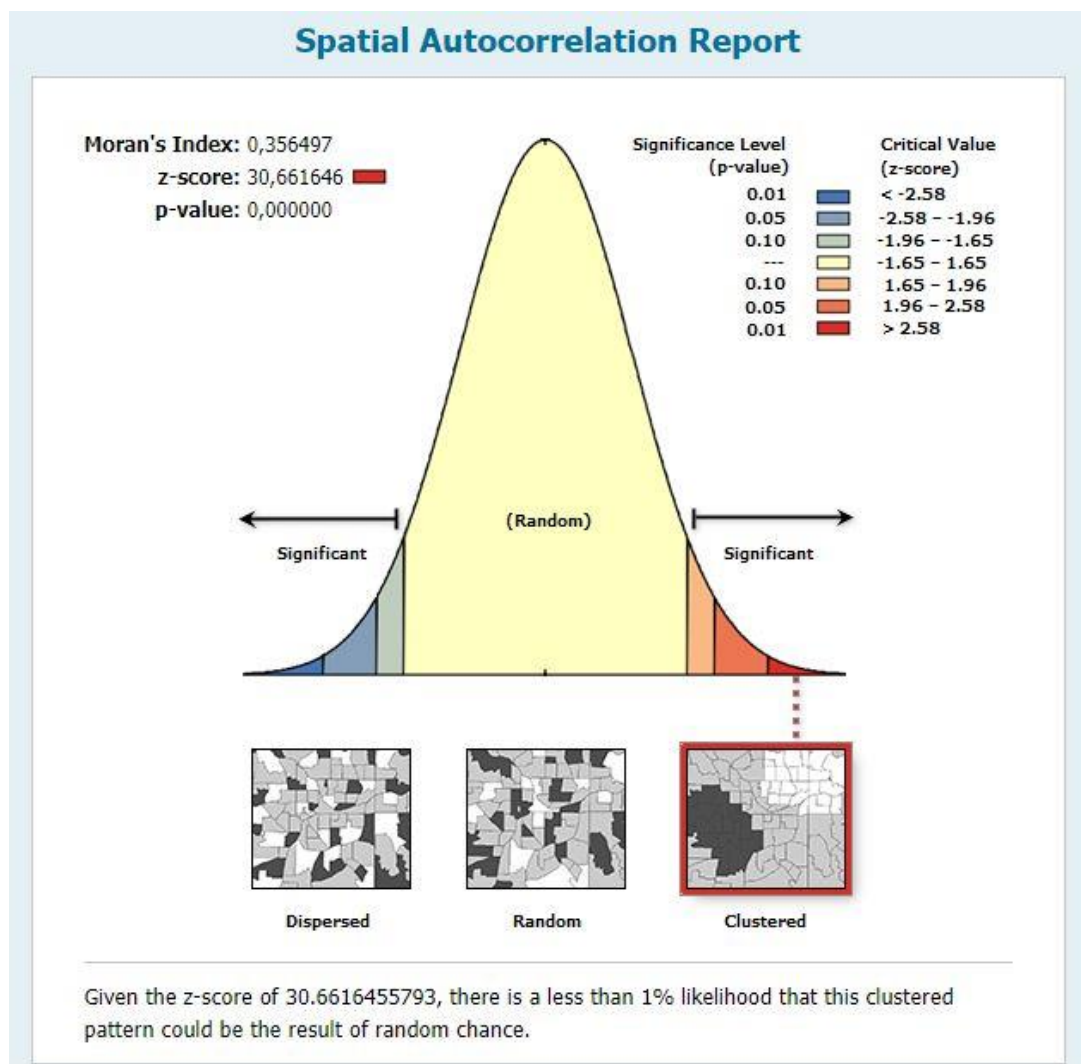 Spatial Autocorrelation Report
Moran's Index: 0,356497
z-score: 30,661646
p-value: 0,000000
Significance Level
(p-value)
Critical Value
(z-score)
0.01 < -2.58
0.05 -2.58 – -1.96
0.10 -1.96 – -1.65
--- -1.65 – 1.65
0.10 1.65 – 1.96
0.05 1.96 – 2.58
0.01 > 2.58
(Random)
Significant
Significant
Dispersed
Random
Clustered
Given the z-score of 30.6616455793, there is a less than 1% likelihood that this clustered
pattern could be the result of random chance.